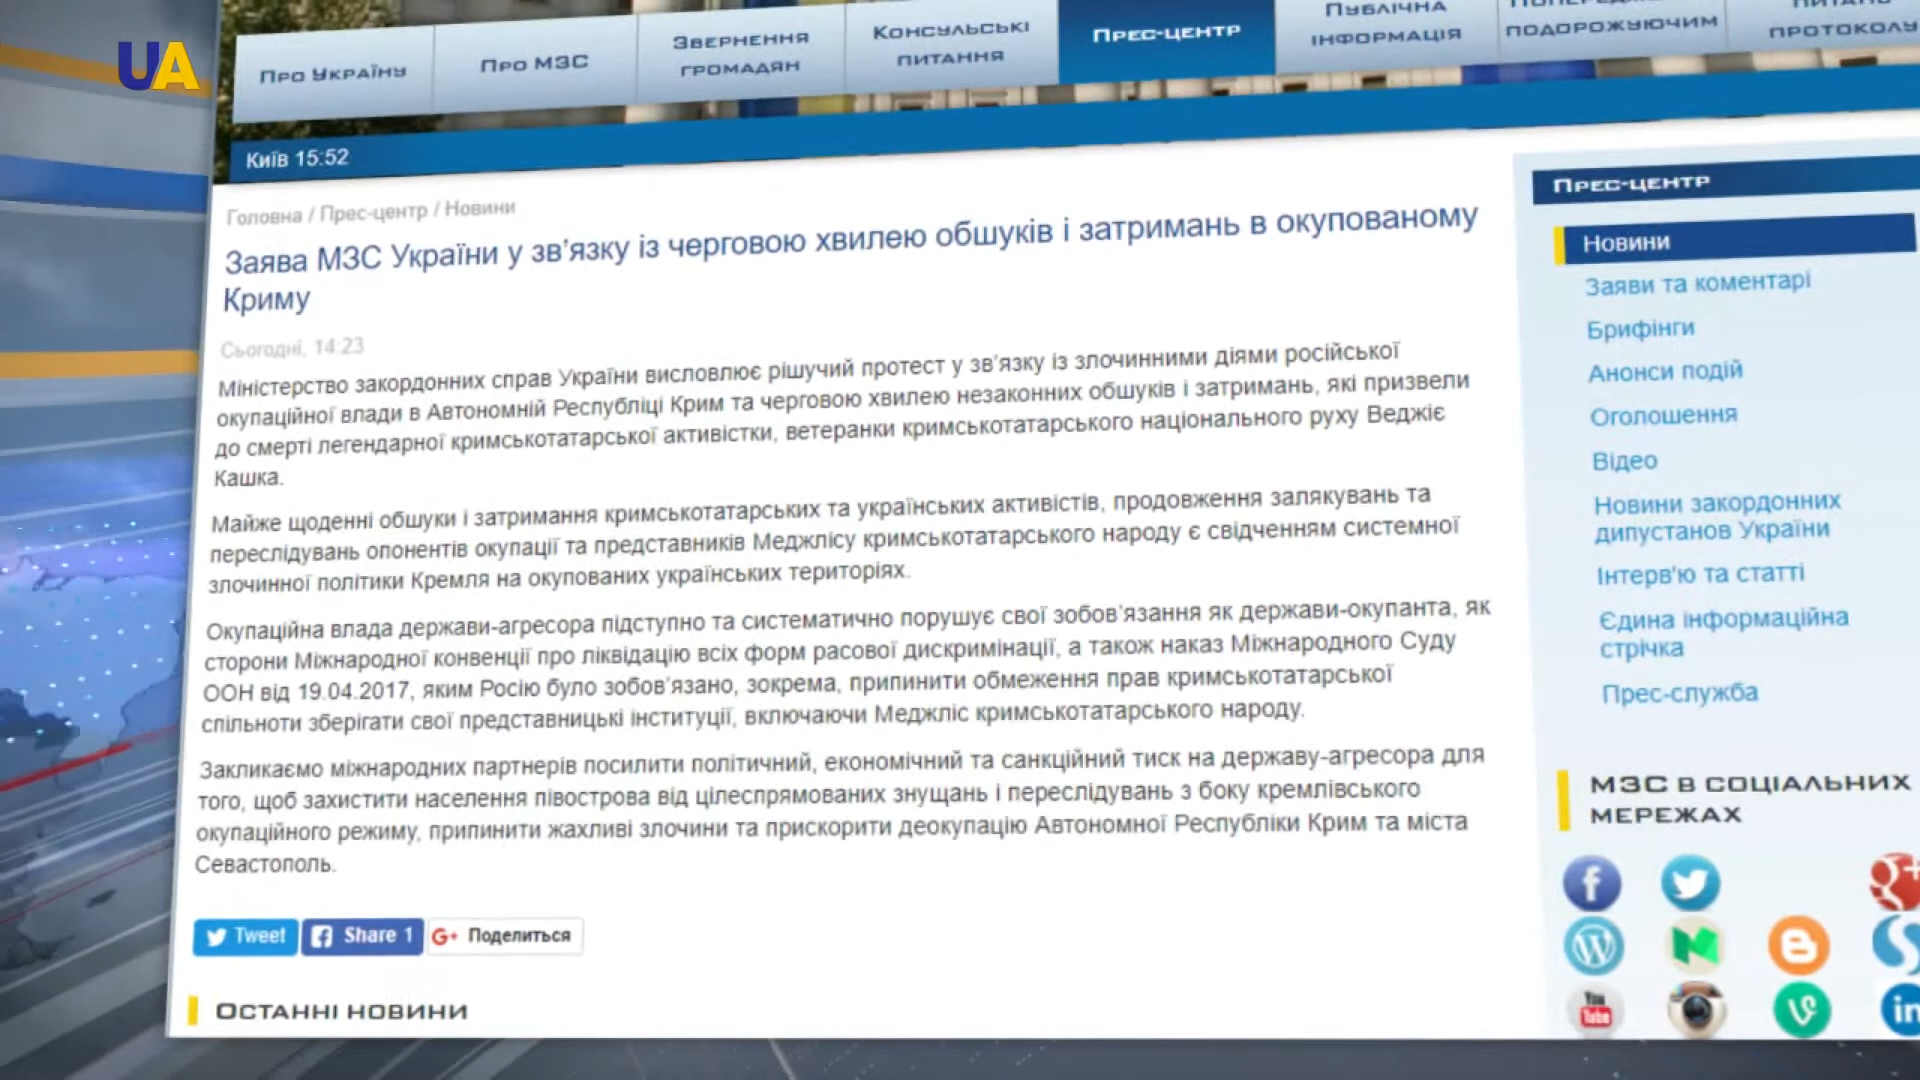 UA
Про Україну
Про МЗС
Звернення громадян
Консульські питання
Прес-центр
Публічна інформація
подорожуючим
протоколу
Київ 15:52
Головна / Прес-центр / Новини
Заява МЗС України у зв'язку із черговою хвилею обшуків і затримань в окупованому
Криму
Сьогодні, 14:23
Міністерство закордонних справ України висловлює рішучий протест у зв'язку із злочинними діями російської
окупаційної влади в Автономній Республіці Крим та черговою хвилею незаконних обшуків і затримань, які призвели
до смерті легендарної кримськотатарської активістки, ветеранки кримськотатарського національного руху Веджіє
Кашка.
Майже щоденні обшуки і затримання кримськотатарських та українських активістів, продовження залякувань та
переслідувань опонентів окупації та представників Меджлісу кримськотатарського народу є свідченням системної
злочинної політики Кремля на окупованих українських територіях.
Окупаційна влада держави-агресора підступно та систематично порушує свої зобов'язання як держави-окупанта, як
сторони Міжнародної конвенції про ліквідацію всіх форм расової дискримінації, а також наказ Міжнародного Суду
ООН від 19.04.2017, яким Росію було зобов'язано, зокрема, припинити обмеження прав кримськотатарської
спільноти зберігати свої представницькі інституції, включаючи Меджліс кримськотатарського народу.
Закликаємо міжнародних партнерів посилити політичний, економічний та санкційний тиск на державу-агресора для
того, щоб захистити населення півострова від цілеспрямованих знущань і переслідувань з боку кремлівського
окупаційного режиму, припинити жахливі злочини та прискорити деокупацію Автономної Республіки Крим та міста
Севастополь.
Tweet
Share 1
G+ Поделиться
Останні новини
Прес-центр
Новини
Заяви та коментарі
Брифінги
Анонси подій
Оголошення
Відео
Новини закордонних
дипустанов України
Інтерв'ю та статті
Єдина інформаційна
стрічка
Прес-служба
МЗС в соціальних
мережах
You
Tube
in